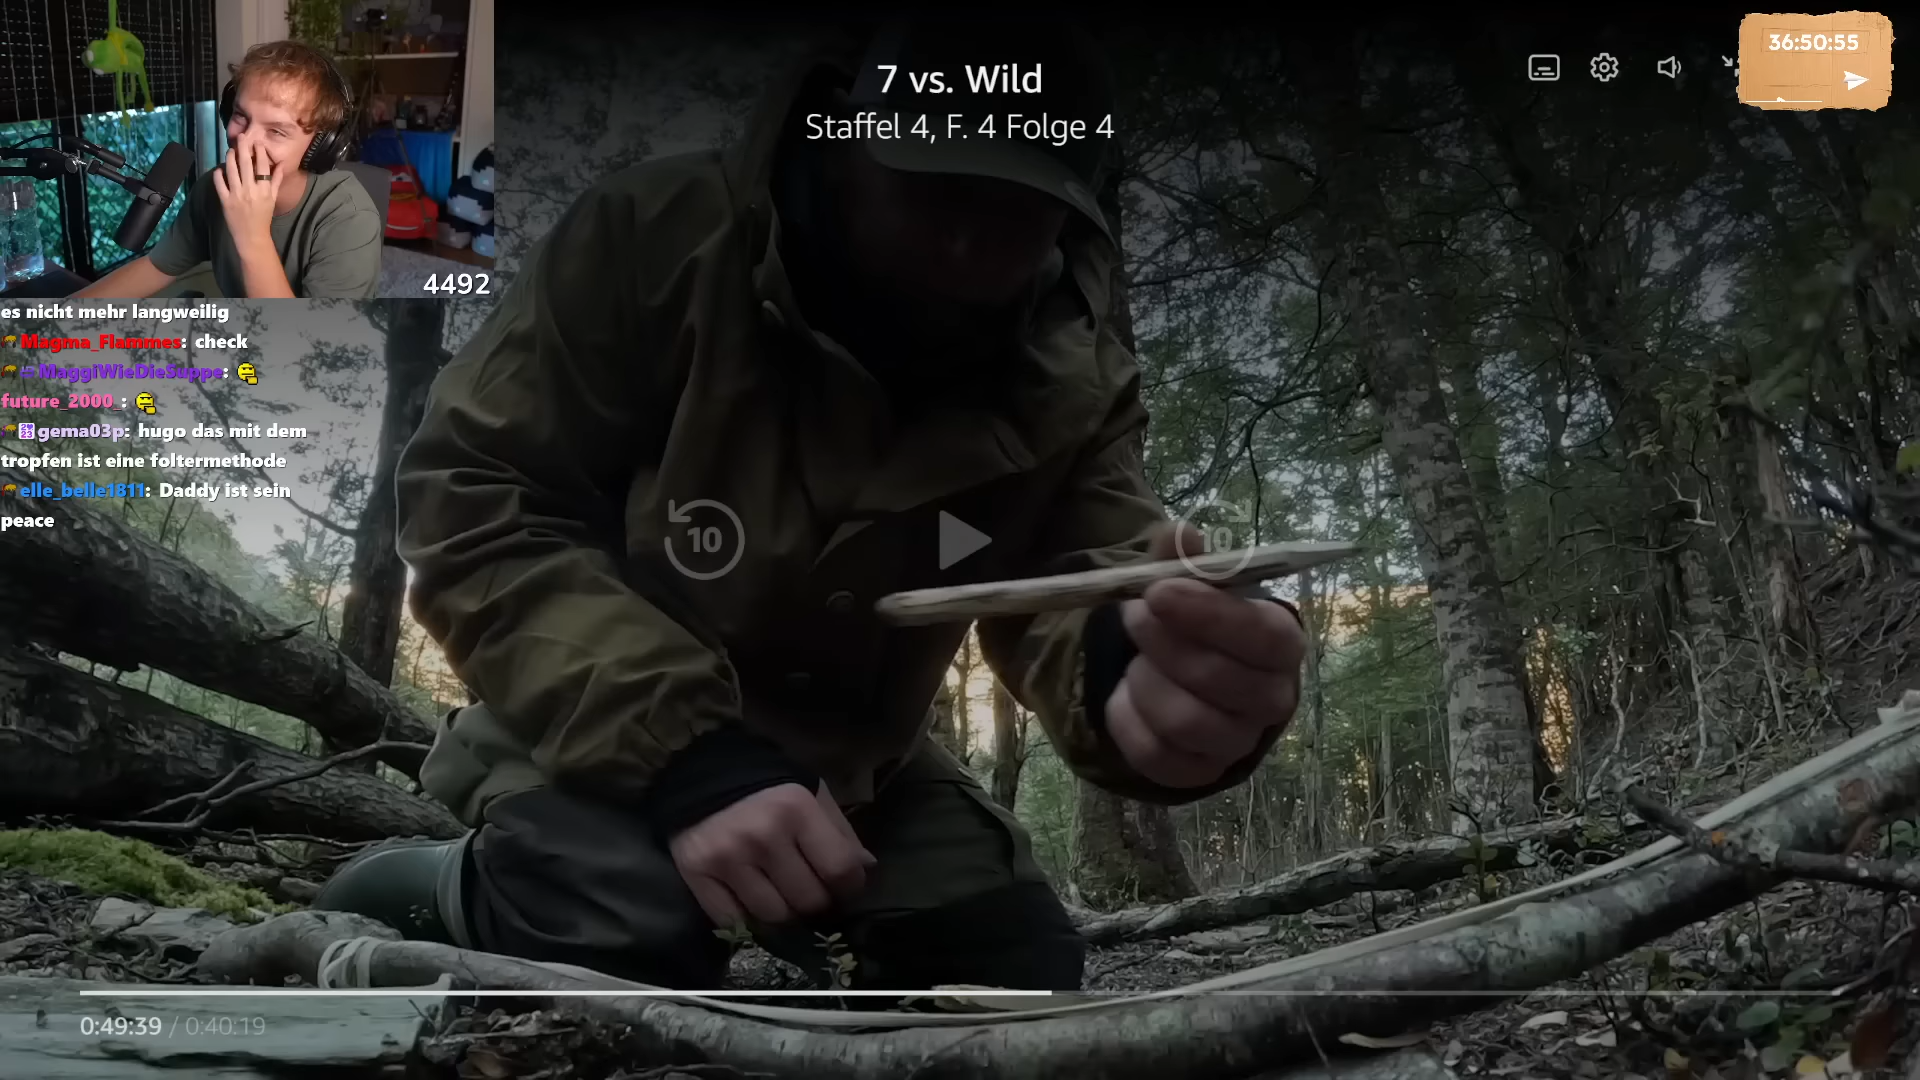 7 vs. Wild
Staffel 4, F. 4 Folge 4
36:50:55
4492
es nicht mehr langweilig
Magma_Flammes: check
MaggiWieDieSuppe:
future_2000_:
gema03p: hugo das mit dem
tropfen ist eine foltermethode
elle_belle1811: Daddy ist sein
peace
10
10
0:49:39 / 0:40:19